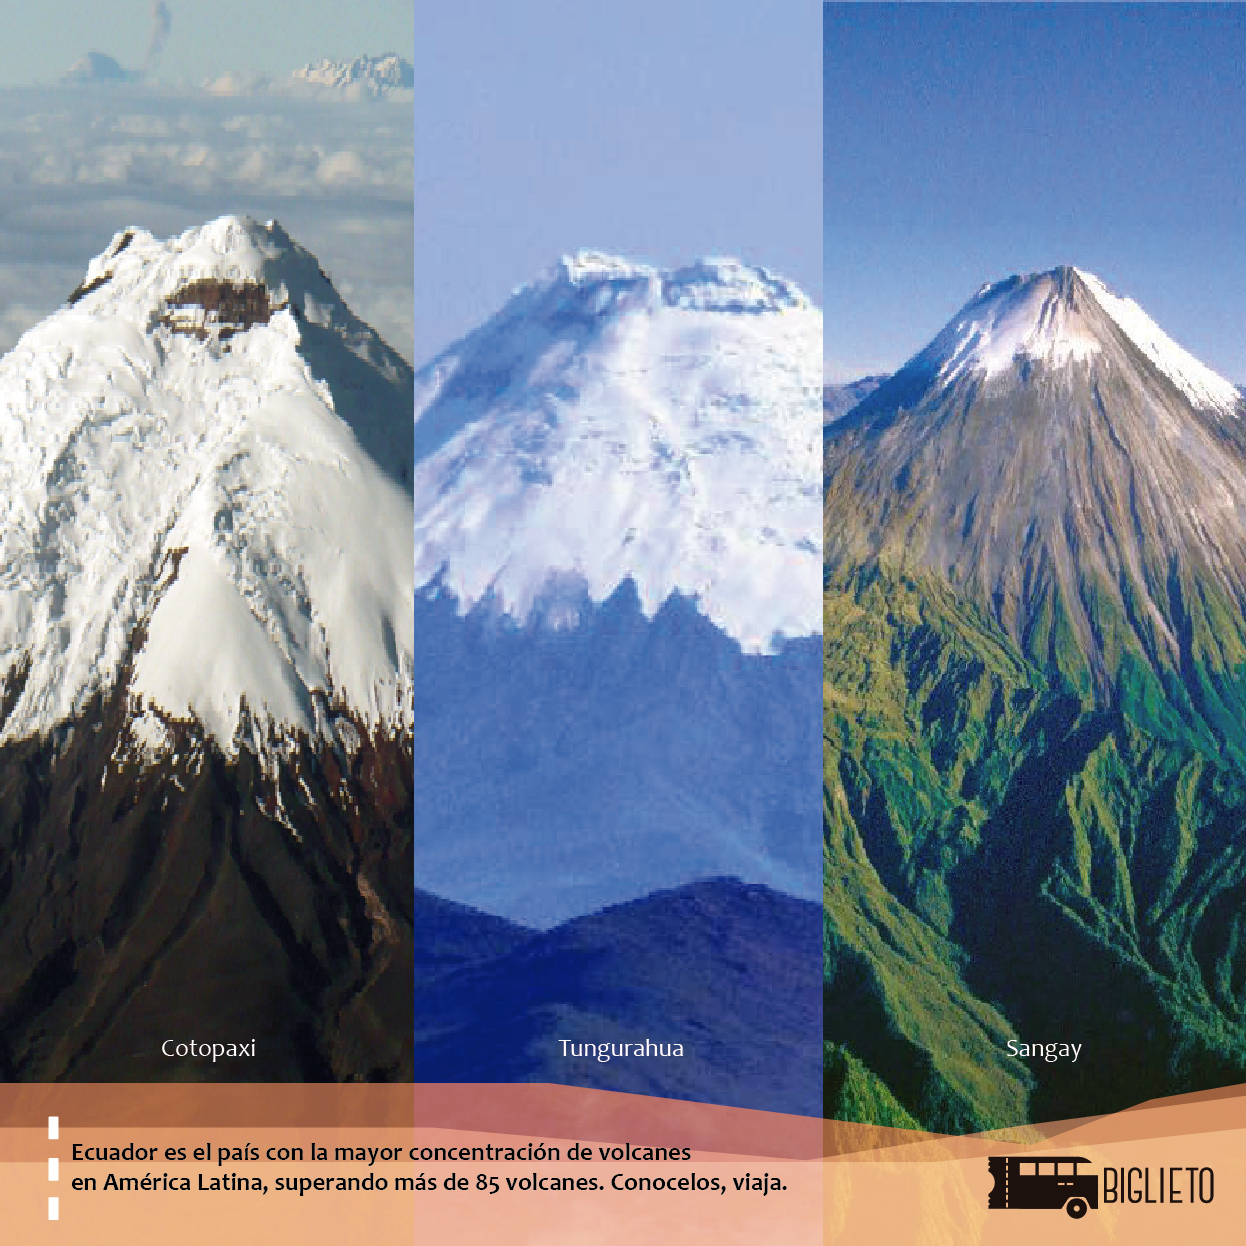 Cotopaxi
Tungurahua
Sangay
Ecuador es el país con la mayor concentración de volcanes
en América Latina, superando más de 85 volcanes. Conocelos, viaja.
BIGLIETO